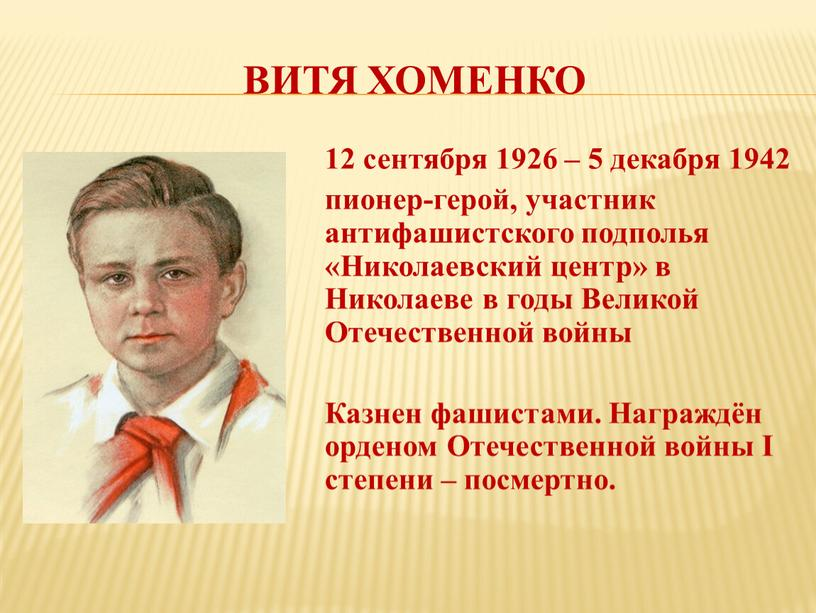 ВИТЯ ХОМЕНКО
12 сентября 1926 – 5 декабря 1942
пионер-герой, участник
антифашистского подполья
«Николаевский центр» в
Николаеве в годы Великой
Отечественной войны
Казнен фашистами. Награждён
орденом Отечественной войны I
степени – посмертно.